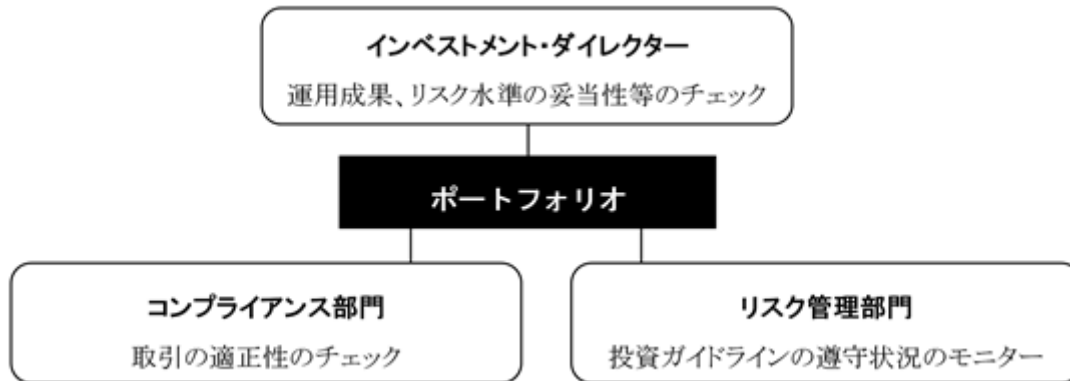 インベストメント・ダイレクター
運用成果、リスク水準の妥当性等のチェック
ポートフォリオ
コンプライアンス部門
取引の適正性のチェック
リスク管理部門
投資ガイドラインの遵守状況のモニター